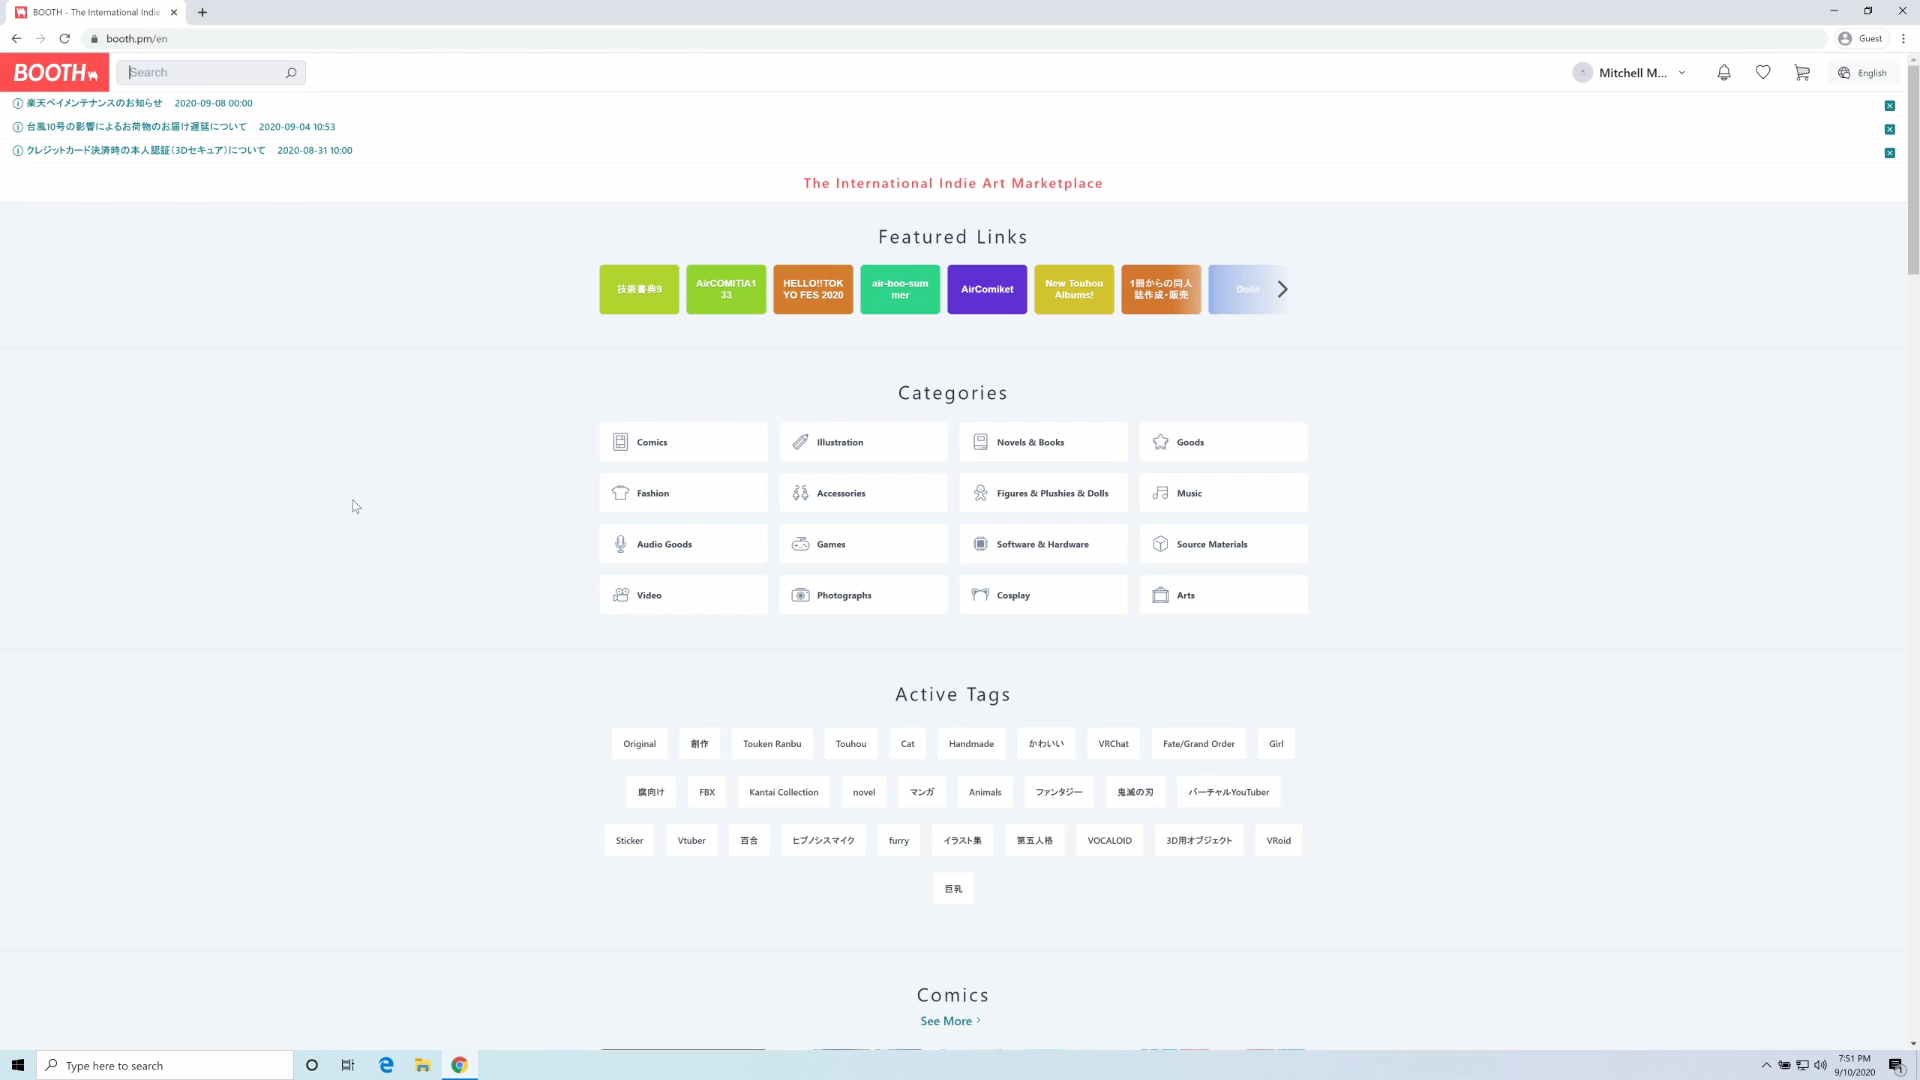 BOOTH - The International Indie
booth.pm/en
Guest
BOOTH
Search
Mitchell M...
English
楽天ペイメンテナンスのお知らせ 2020-09-08 00:00
台風10号の影響によるお荷物のお届け遅延について 2020-09-04 10:53
クレジットカード決済時の本人認証(3Dセキュア)について 2020-08-31 10:00
The International Indie Art Marketplace
Featured Links
技術書典9
AirCOMITIA1
33
HELLO!!TOK
YO FES 2020
air-boo-sum
mer
AirComiket
New Touhou
Albums!
1冊からの同人
誌作成・販売
Dolls
Categories
Comics
Illustration
Novels & Books
Goods
Fashion
Accessories
Figures & Plushies & Dolls
Music
Audio Goods
Games
Software & Hardware
Source Materials
Video
Photographs
Cosplay
Arts
Active Tags
Original
創作
Touken Ranbu
Touhou
Cat
Handmade
かわいい
VRChat
Fate/Grand Order
Girl
腐向け
FBX
Kantai Collection
novel
マンガ
Animals
ファンタジー
鬼滅の刃
バーチャルYouTuber
Sticker
Vtuber
百合
ヒプノシスマイク
furry
イラスト集
第五人格
VOCALOID
3D用オブジェクト
VRoid
巨乳
Comics
See More
Type here to search
7:51 PM
9/10/2020
1